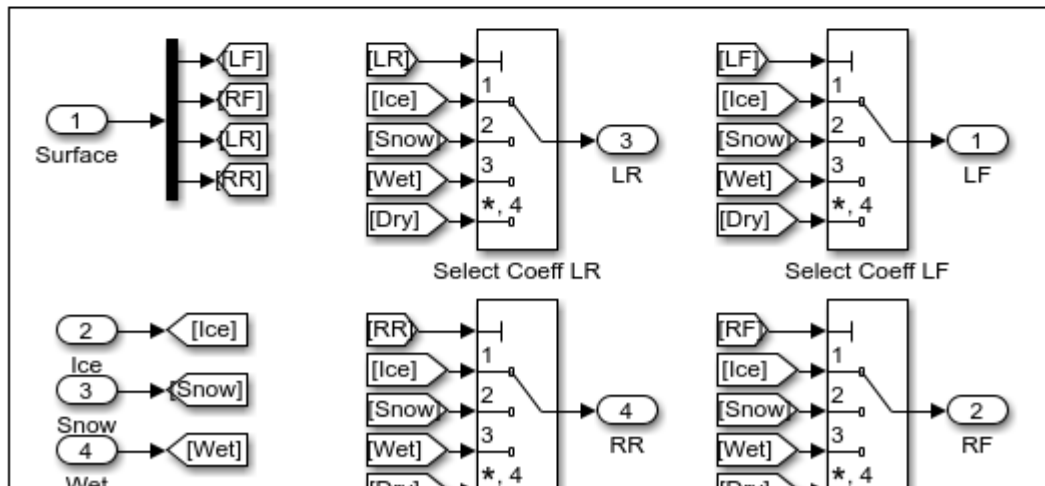 [LF]
[RF]
[LR]
[RR]
1
Surface
[LR]
[Ice]
[Snow]
[Wet]
[Dry]
1
2
3
*, 4
3
LR
Select Coeff LR
[LF]
[Ice]
[Snow]
[Wet]
[Dry]
1
2
3
*, 4
1
LF
Select Coeff LF
2
[Ice]
Ice
3
[Snow]
Snow
4
[Wet]
Wet
[RR]
[Ice]
[Snow]
[Wet]
[Dry]
1
2
3
*, 4
4
RR
[RF]
[Ice]
[Snow]
[Wet]
[Dry]
1
2
3
*, 4
2
RF